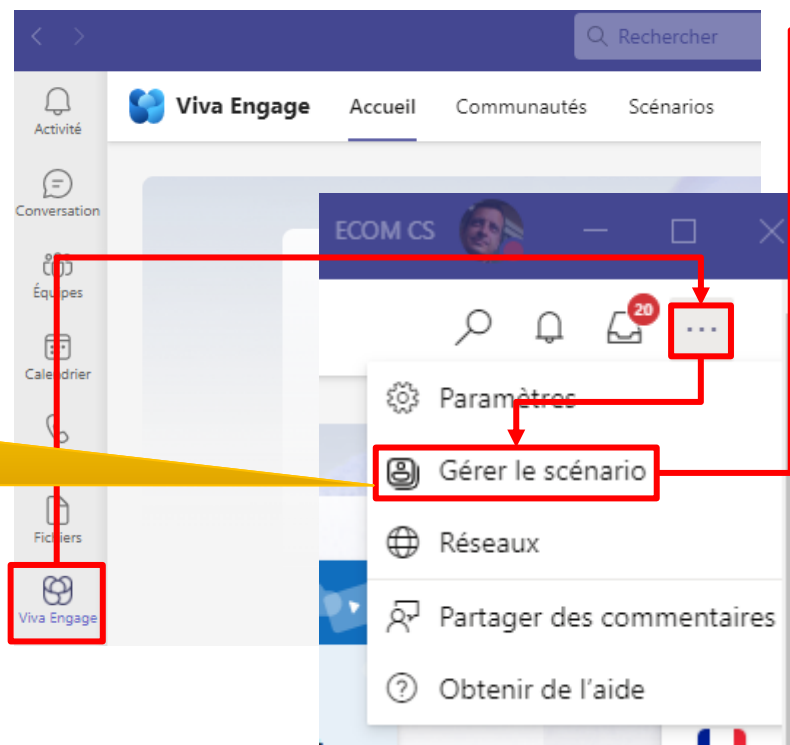 Rechercher
Activité
Viva Engage Accueil Communautés Scénarios
Conversation
ECOM CS
Équipes
20
...
Calendrier
Paramètres
Gérer le scénario
Fichiers
Réseaux
Viva Engage
Partager des commentaires
Obtenir de l'aide